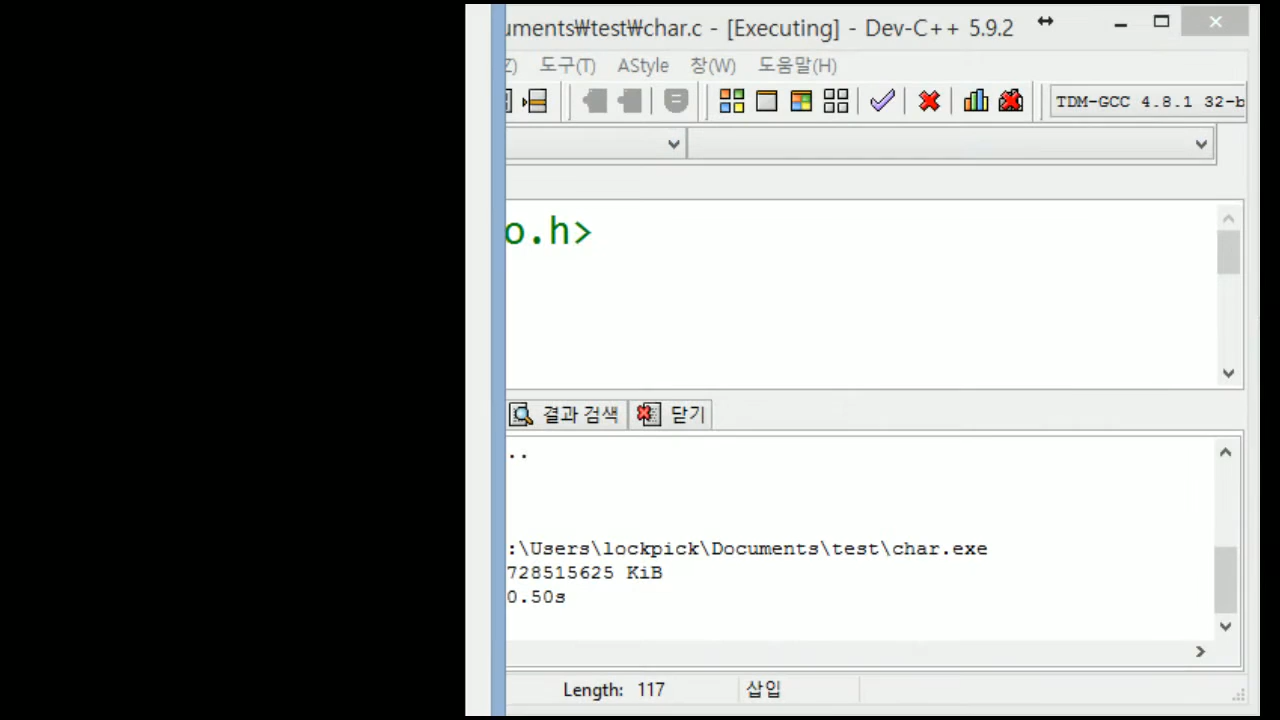 uments₩test₩char.c - [Executing] - Dev-C++ 5.9.2
Z) 도구(T) AStyle 창(W) 도움말(H)
TDM-GCC 4.8.1 32-b
o.h>
결과 검색 닫기
..
:\Users\lockpick\Documents\test\char.exe
728515625 KiB
0.50s
Length: 117 삽입